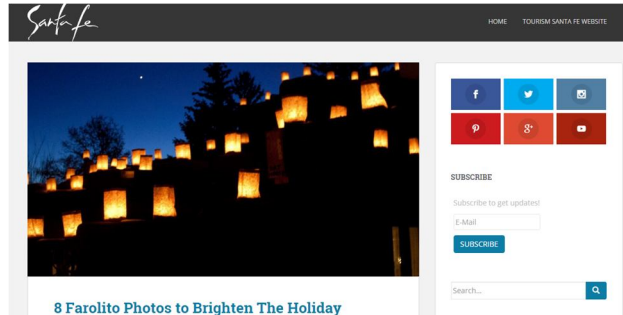 Santa fe
HOME TOURISM SANTA FE WEBSITE
SUBSCRIBE
Subscribe to get updates!
E-Mail
SUBSCRIBE
Search...
8 Farolito Photos to Brighten The Holiday